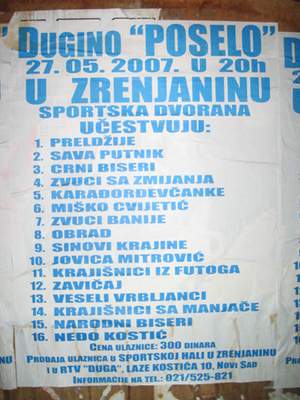 DUGINO "POSELO"
27. 05. 2007. U 20h
U ZRENJANINU
SPORTSKA DVORANA
UČESTVUJU:
1. PRELDŽIJE
2. SAVA PUTNIK
3. CRNI BISERI
4. ZVUCI SA ZMIJANJA
5. KARAĐORĐEVČANKE
6. MIŠKO CVIJETIĆ
7. ZVUCI BANIJE
8. OBRAD
9. SINOVI KRAJINE
10. JOVICA MITROVIĆ
11. KRAJIŠNICI IZ FUTOGA
12. ZAVIČAJ
13. VESELI VRBLJANCI
14. KRAJIŠNICI SA MANJAČE
15. NARODNI BISERI
16. NEĐO KOSTIĆ
CENA ULAZNICE: 300 DINARA
PRODAJA ULAZNICA U SPORTSKOJ HALI U ZRENJANINU
I U RTV "DUGA", LAZE KOSTIĆA 10, NOVI SAD
INFORMACIJE NA TEL.: 021/525-821